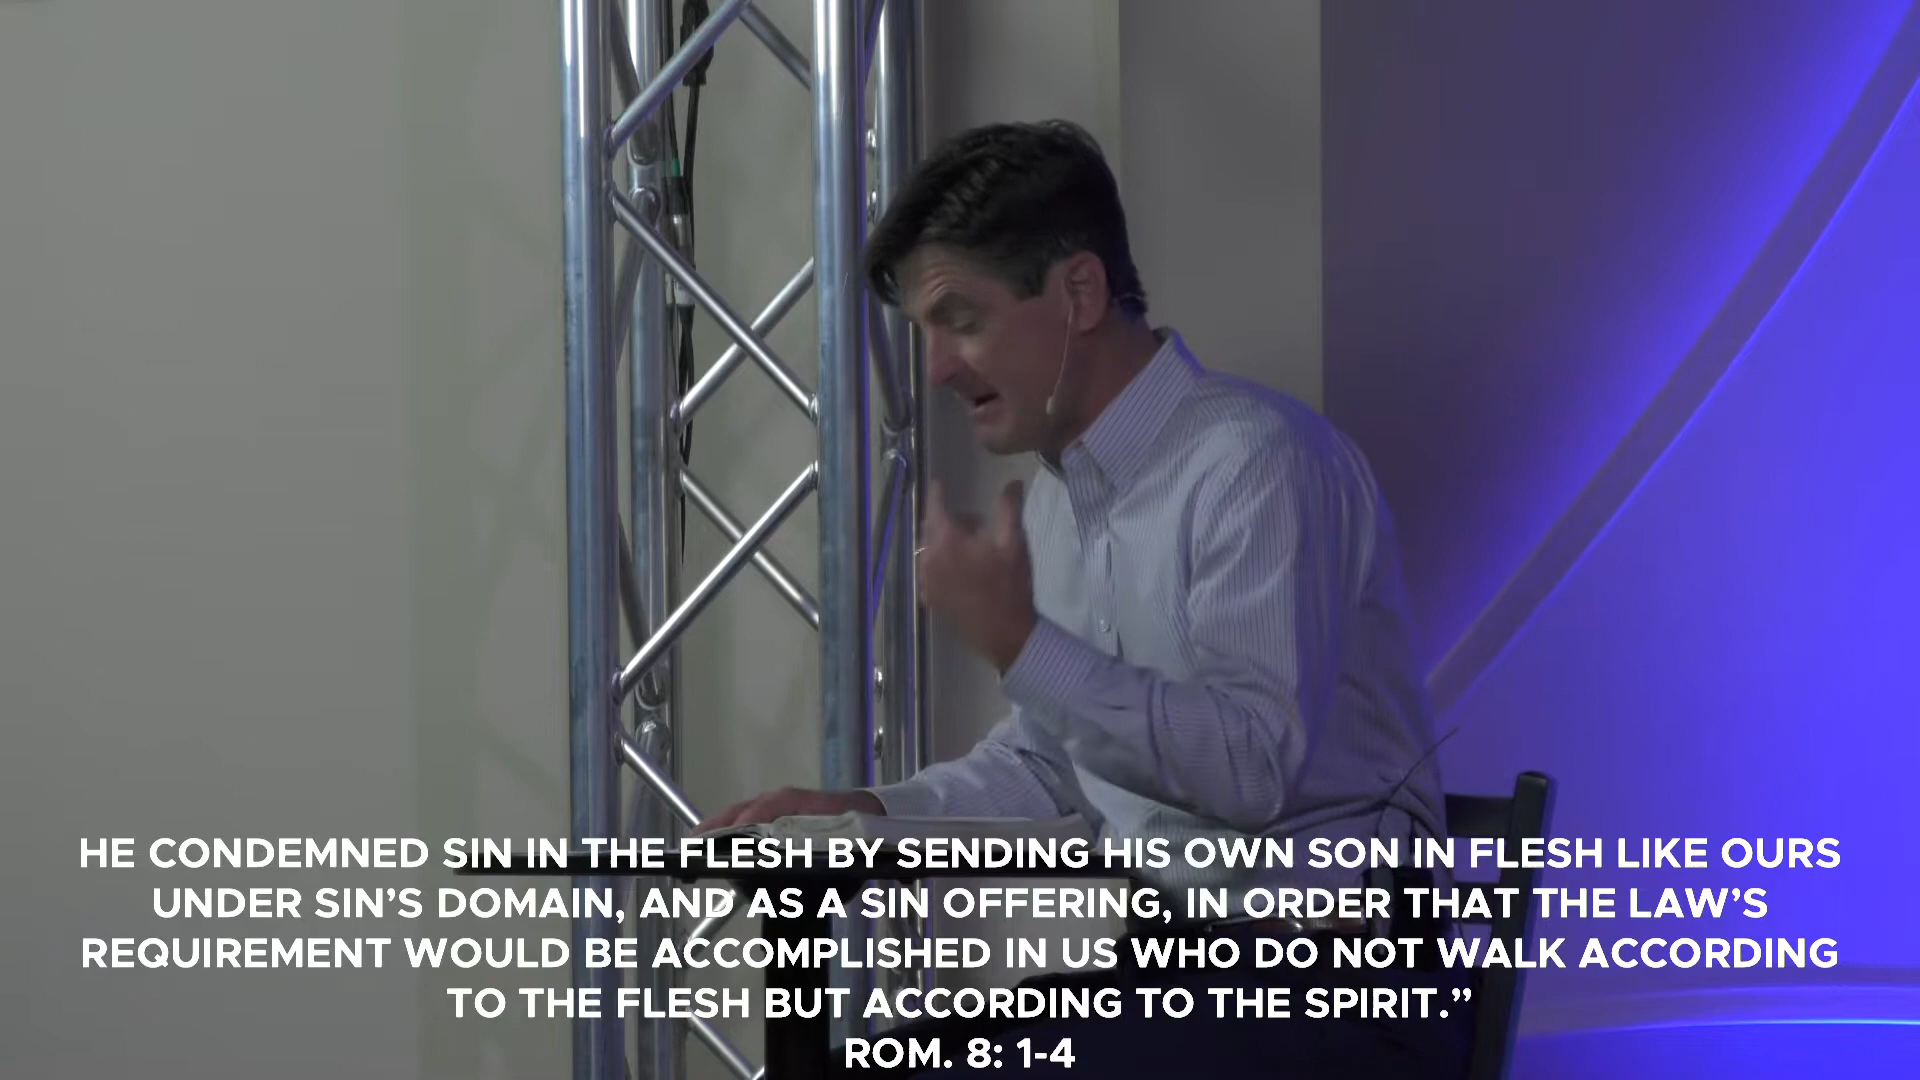 HE CONDEMNED SIN IN THE FLESH BY SENDING HIS OWN SON IN FLESH LIKE OURS
UNDER SIN’S DOMAIN, AND AS A SIN OFFERING, IN ORDER THAT THE LAW’S
REQUIREMENT WOULD BE ACCOMPLISHED IN US WHO DO NOT WALK ACCORDING
TO THE FLESH BUT ACCORDING TO THE SPIRIT.”
ROM. 8: 1-4